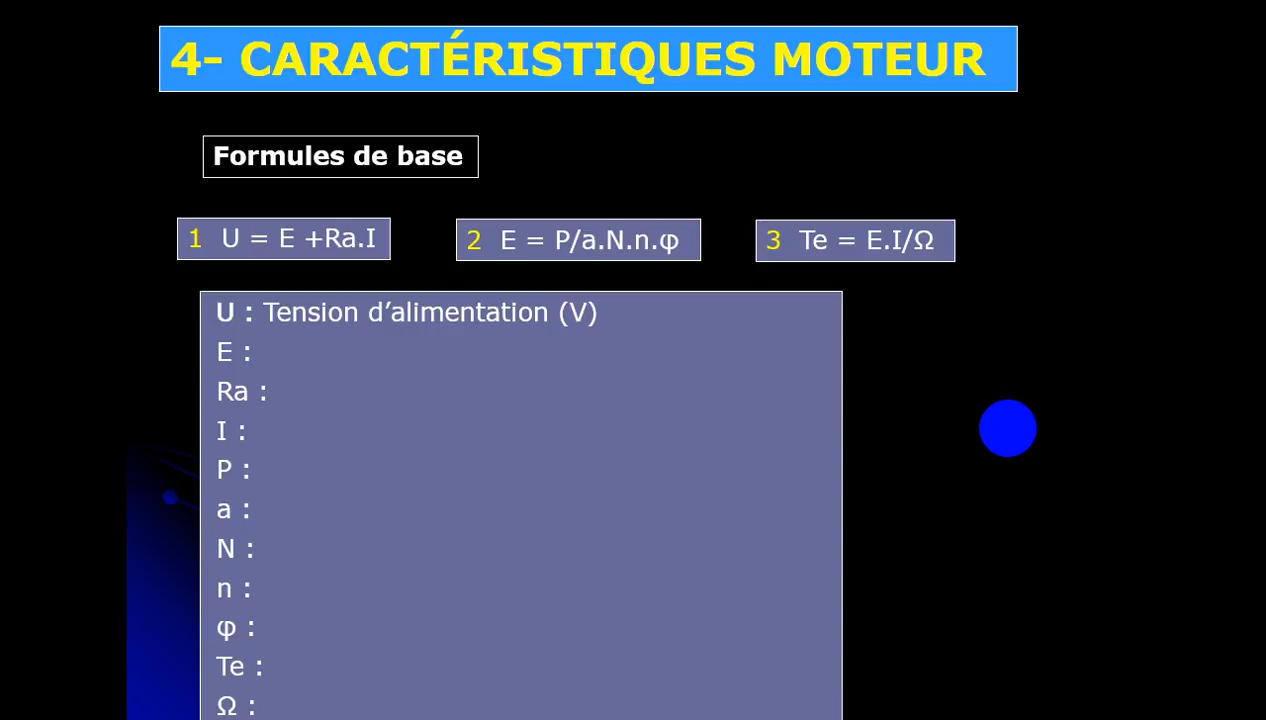 4- CARACTÉRISTIQUES MOTEUR
Formules de base
1 U = E +Ra.I
2 E = P/a.N.n.φ
3 Te = E.I/Ω
U : Tension d’alimentation (V)
E :
Ra :
I :
P :
a :
N :
n :
φ :
Te :
Ω :